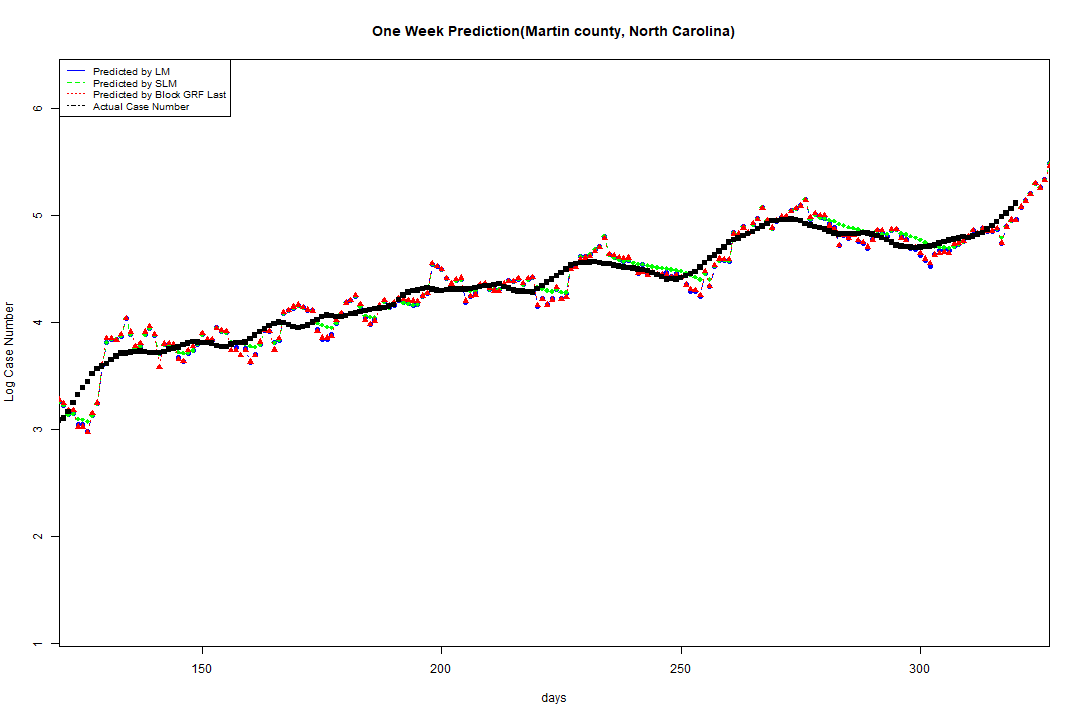 One Week Prediction(Martin county, North Carolina)
Predicted by LM
Predicted by SLM
Predicted by Block GRF Last
Actual Case Number
6
5
4
3
2
1
Log Case Number
150 200 250 300
days